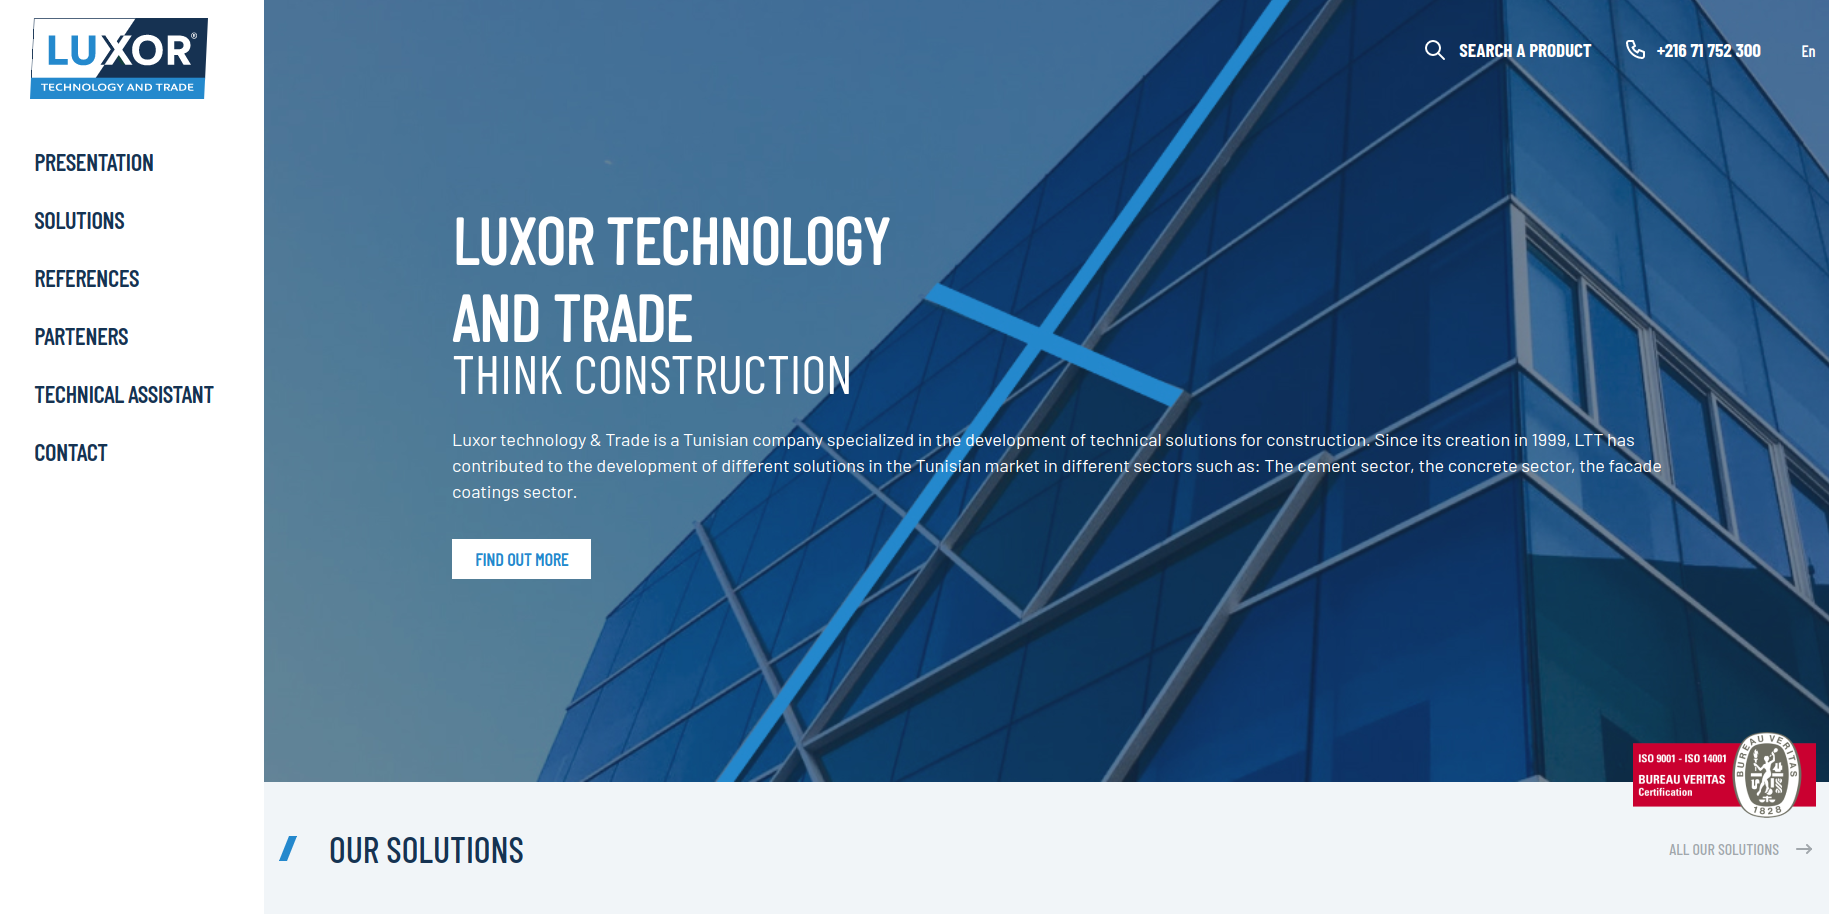 LUXOR®
TECHNOLOGY AND TRADE
PRESENTATION
SOLUTIONS
REFERENCES
PARTENERS
TECHNICAL ASSISTANT
CONTACT
SEARCH A PRODUCT
+216 71 752 300
En
LUXOR TECHNOLOGY
AND TRADE
THINK CONSTRUCTION
Luxor technology & Trade is a Tunisian company specialized in the development of technical solutions for construction. Since its creation in 1999, LTT has
contributed to the development of different solutions in the Tunisian market in different sectors such as: The cement sector, the concrete sector, the facade
coatings sector.
FIND OUT MORE
ISO 9001 - ISO 14001
BUREAU VERITAS
Certification
BUREAU VERITAS
1828
OUR SOLUTIONS
ALL OUR SOLUTIONS